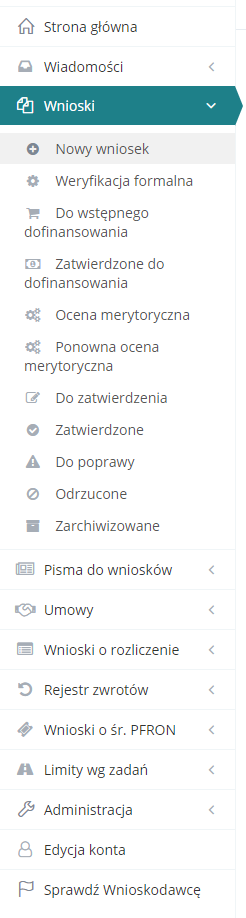 Strona główna
Wiadomości
Wnioski
Nowy wniosek
Weryfikacja formalna
Do wstępnego
dofinansowania
Zatwierdzone do
dofinansowania
Ocena merytoryczna
Ponowna ocena
merytoryczna
Do zatwierdzenia
Zatwierdzone
Do poprawy
Odrzucone
Zarchiwizowane
Pisma do wniosków
Umowy
Wnioski o rozliczenie
Rejestr zwrotów
Wnioski o śr. PFRON
Limity wg zadań
Administracja
Edycja konta
Sprawdź Wnioskodawcę